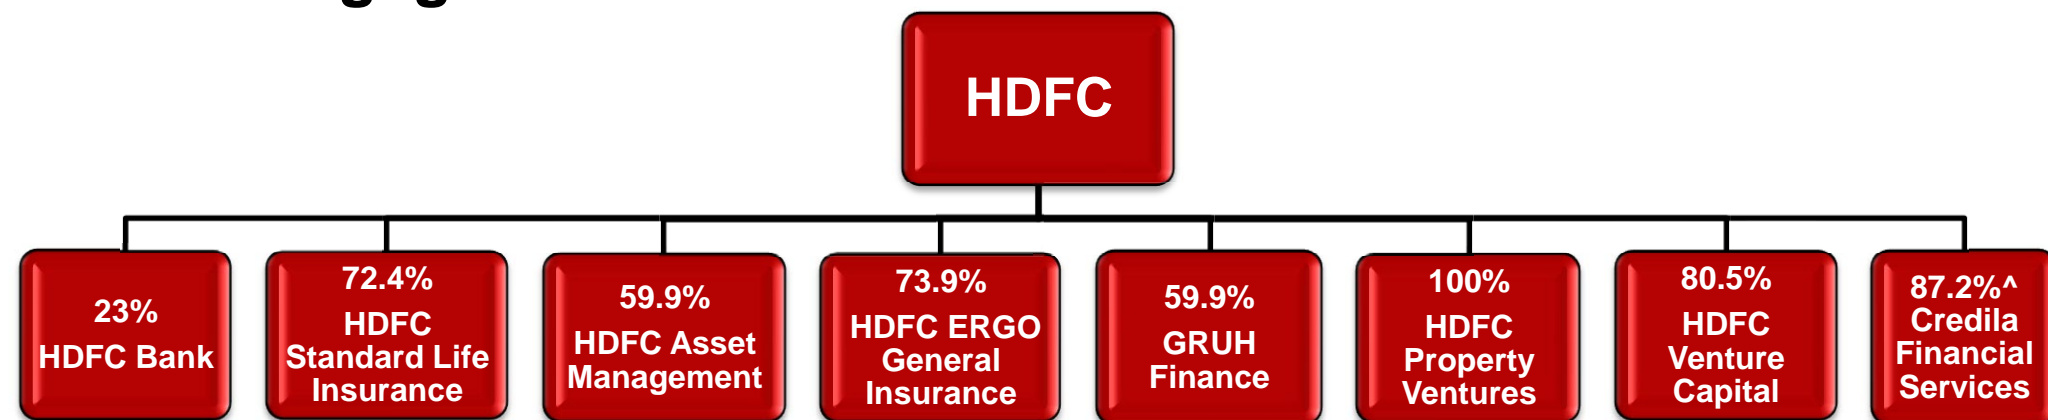 HDFC
23%
HDFC Bank
72.4%
HDFC
Standard Life
Insurance
59.9%
HDFC Asset
Management
73.9%
HDFC ERGO
General
Insurance
59.9%
GRUH
Finance
100%
HDFC
Property
Ventures
80.5%
HDFC
Venture
Capital
87.2%^
Credila
Financial
Services